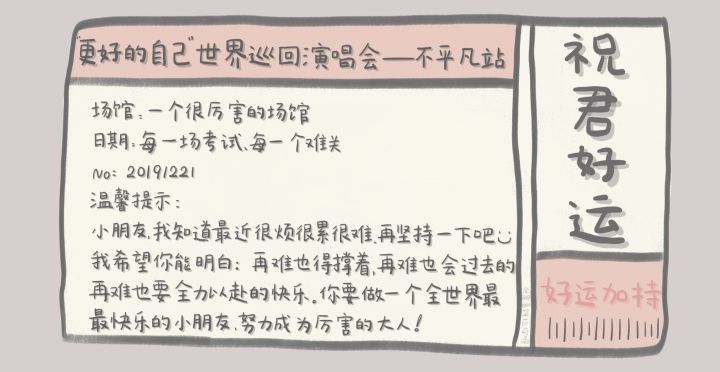 "更好的自己"世界巡回演唱会——不平凡站
场馆：一个很厉害的场馆
日期：每一场考试、每一个难关
No：20191221
温馨提示：
小朋友，我知道最近很烦很累很难，再坚持一下吧
我希望你能明白：再难也得撑着，再难也会过去的
再难也要全力以赴的快乐。你要做一个全世界最
最快乐的小朋友，努力成为厉害的大人！
祝君好运
好运加持